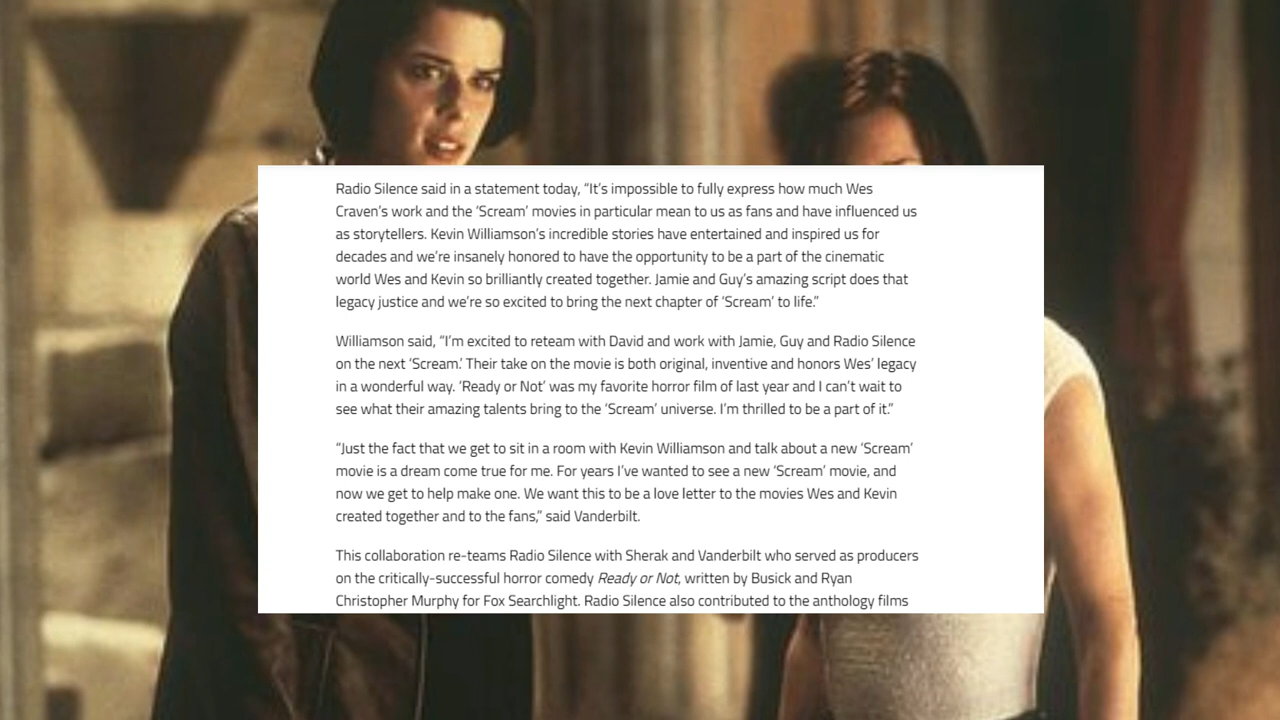 Radio Silence said in a statement today, “It’s impossible to fully express how much Wes
Craven’s work and the ‘Scream’ movies in particular mean to us as fans and have influenced us
as storytellers. Kevin Williamson’s incredible stories have entertained and inspired us for
decades and we’re insanely honored to have the opportunity to be a part of the cinematic
world Wes and Kevin so brilliantly created together. Jamie and Guy’s amazing script does that
legacy justice and we’re so excited to bring the next chapter of ‘Scream’ to life.”
Williamson said, “I’m excited to reteam with David and work with Jamie, Guy and Radio Silence
on the next ‘Scream.’ Their take on the movie is both original, inventive and honors Wes’ legacy
in a wonderful way. ‘Ready or Not’ was my favorite horror film of last year and I can’t wait to
see what their amazing talents bring to the ‘Scream’ universe. I’m thrilled to be a part of it.”
“Just the fact that we get to sit in a room with Kevin Williamson and talk about a new ‘Scream’
movie is a dream come true for me. For years I’ve wanted to see a new ‘Scream’ movie, and
now we get to help make one. We want this to be a love letter to the movies Wes and Kevin
created together and to the fans,” said Vanderbilt.
This collaboration re-teams Radio Silence with Sherak and Vanderbilt who served as producers
on the critically-successful horror comedy Ready or Not, written by Busick and Ryan
Christopher Murphy for Fox Searchlight. Radio Silence also contributed to the anthology films